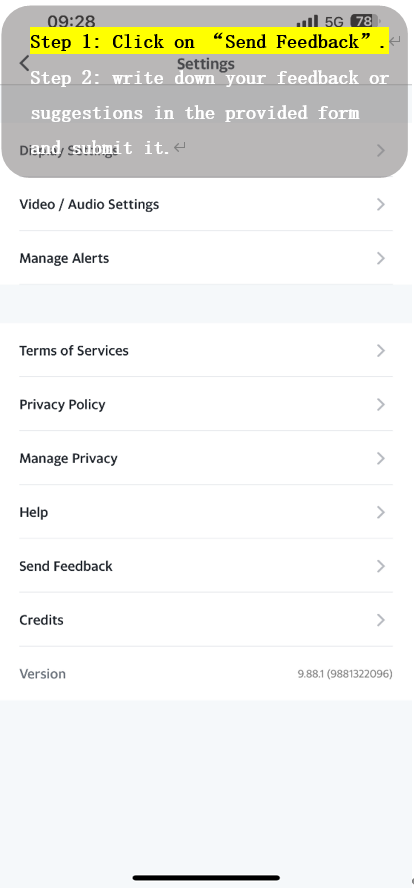 09:28 5G 78
Step 1: Click on “Send Feedback”.↵
Settings
Step 2: write down your feedback or
suggestions in the provided form
and submit it.↵
Display Settings
Video / Audio Settings
Manage Alerts
Terms of Services
Privacy Policy
Manage Privacy
Help
Send Feedback
Credits
Version 9.88.1 (9881322096)